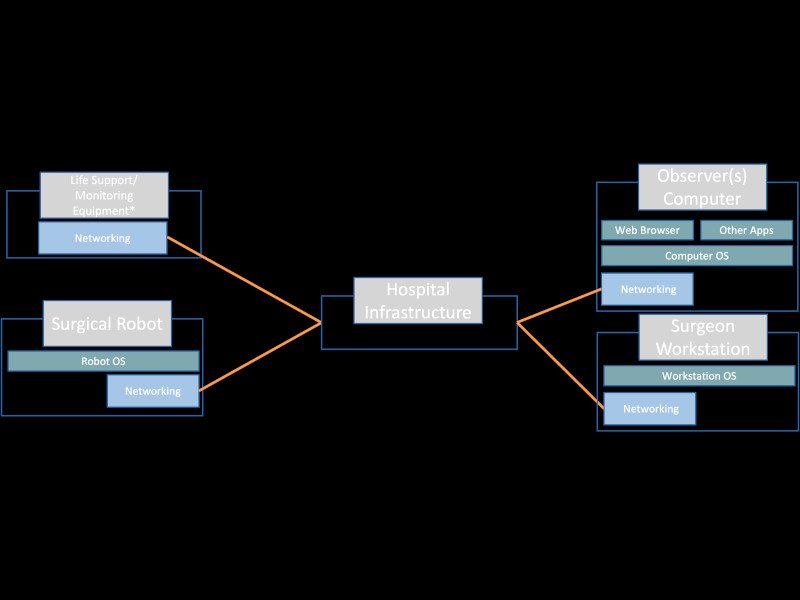 Life Support/
Monitoring
Equipment*
Networking
Surgical Robot
Robot OS
Networking
Hospital
Infrastructure
Observer(s)
Computer
Web Browser
Other Apps
Computer OS
Networking
Surgeon
Workstation
Workstation OS
Networking